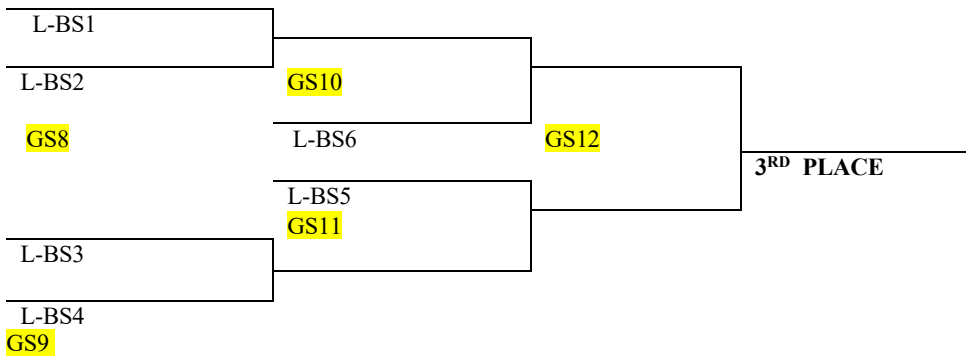 L-BS1
L-BS2
GS10
GS8
L-BS6
GS12
3RD PLACE
L-BS5
GS11
L-BS3
L-BS4
GS9